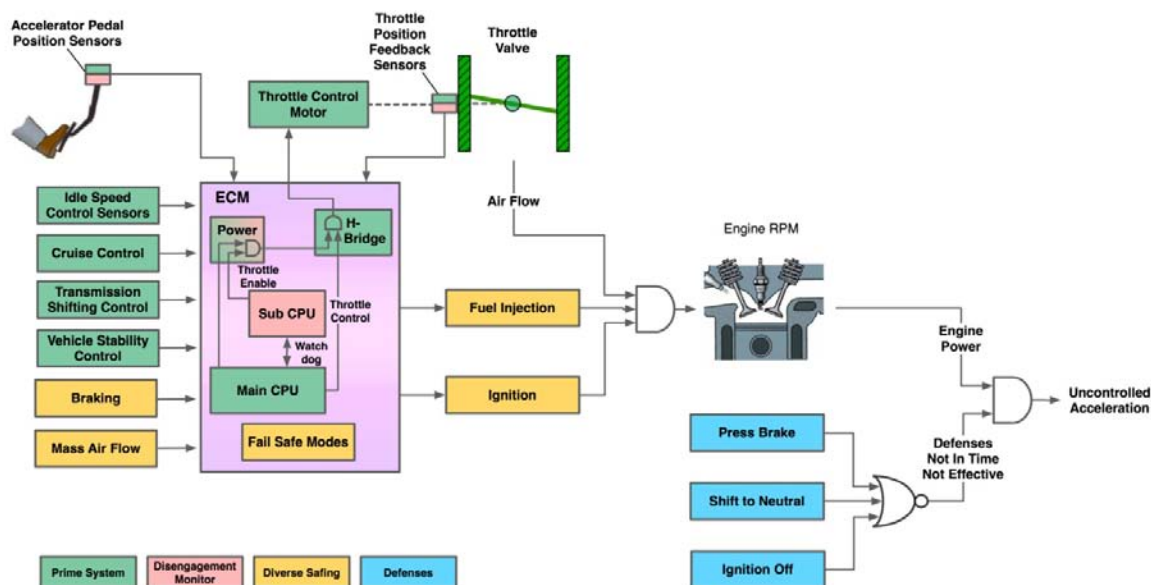 Accelerator Pedal
Position Sensors
Throttle
Position
Feedback
Sensors
Throttle
Valve
Throttle Control
Motor
ECM
Idle Speed
Control Sensors
Cruise Control
Transmission
Shifting Control
Vehicle Stability
Control
Braking
Mass Air Flow
Power
H-
Bridge
Throttle
Enable
Sub CPU
Throttle
Control
Watch
dog
Main CPU
Fail Safe Modes
Air Flow
Fuel Injection
Ignition
Engine RPM
Engine
Power
Uncontrolled
Acceleration
Press Brake
Shift to Neutral
Ignition Off
Defenses
Not In Time
Not Effective
Prime System
Disengagement
Monitor
Diverse Safing
Defenses